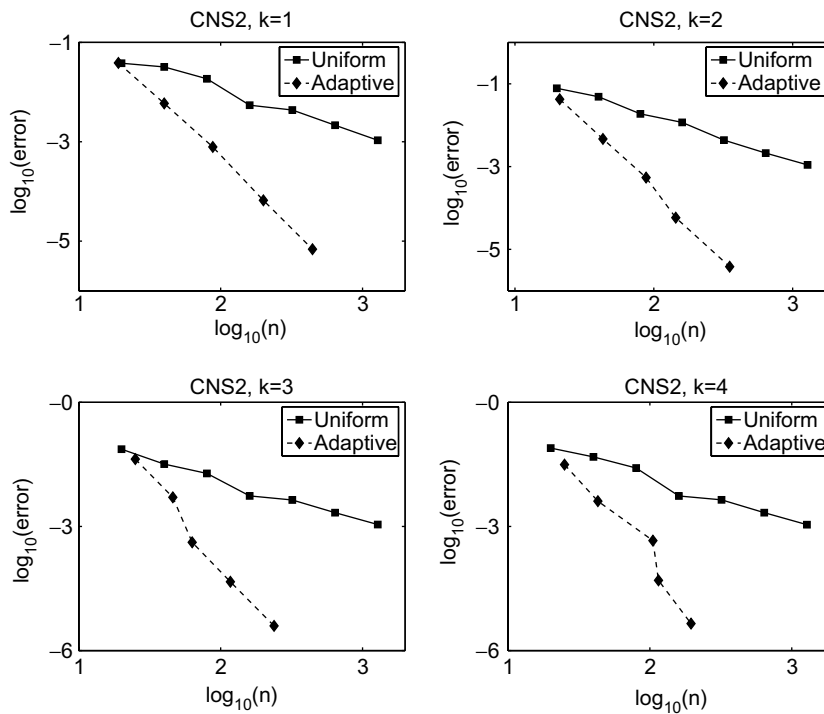 CNS2, k=1
−1
−3
−5
log10(error)
Uniform
Adaptive
1
2
3
log10(n)
CNS2, k=2
−1
−3
−5
log10(error)
Uniform
Adaptive
1
2
3
log10(n)
CNS2, k=3
−0
−3
−6
log10(error)
Uniform
Adaptive
1
2
3
log10(n)
CNS2, k=4
−0
−3
−6
log10(error)
Uniform
Adaptive
1
2
3
log10(n)